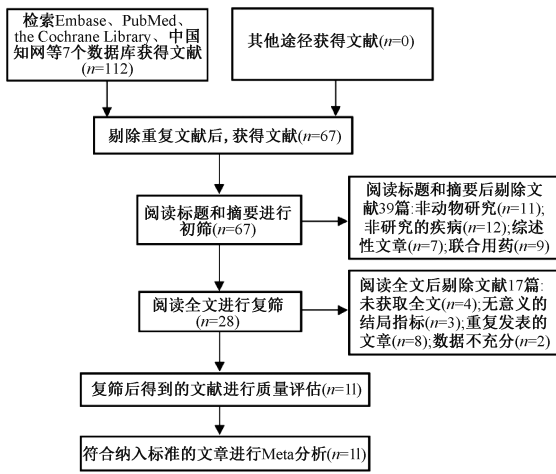 检索Embase、PubMed、
the Cochrane Library、中国
知网等7个数据库获得文献
(n=112)
其他途径获得文献(n=0)
剔除重复文献后,获得文献(n=67)
阅读标题和摘要进行
初筛(n=67)
阅读标题和摘要后剔除文
献39篇:非动物研究(n=11);
非研究的疾病(n=12);综述
性文章(n=7);联合用药(n=9)
阅读全文进行复筛
(n=28)
阅读全文后剔除文献17篇:
未获取全文(n=4);无意义的
结局指标(n=3);重复发表的
文章(n=8);数据不充分(n=2)
复筛后得到的文献进行质量评估(n=11)
符合纳入标准的文章进行Meta分析(n=11)